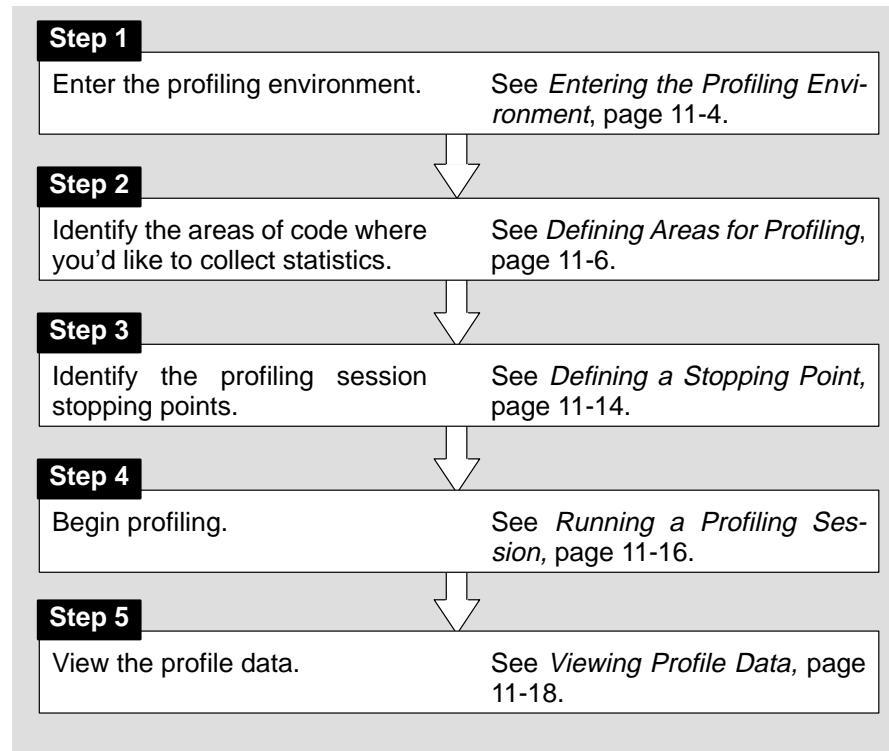 Step 1
Enter the profiling environment.
See Entering the Profiling Envi-
ronment, page 11-4.
Step 2
Identify the areas of code where
you'd like to collect statistics.
See Defining Areas for Profiling,
page 11-6.
Step 3
Identify the profiling session
stopping points.
See Defining a Stopping Point,
page 11-14.
Step 4
Begin profiling.
See Running a Profiling Ses-
sion, page 11-16.
Step 5
View the profile data.
See Viewing Profile Data, page
11-18.